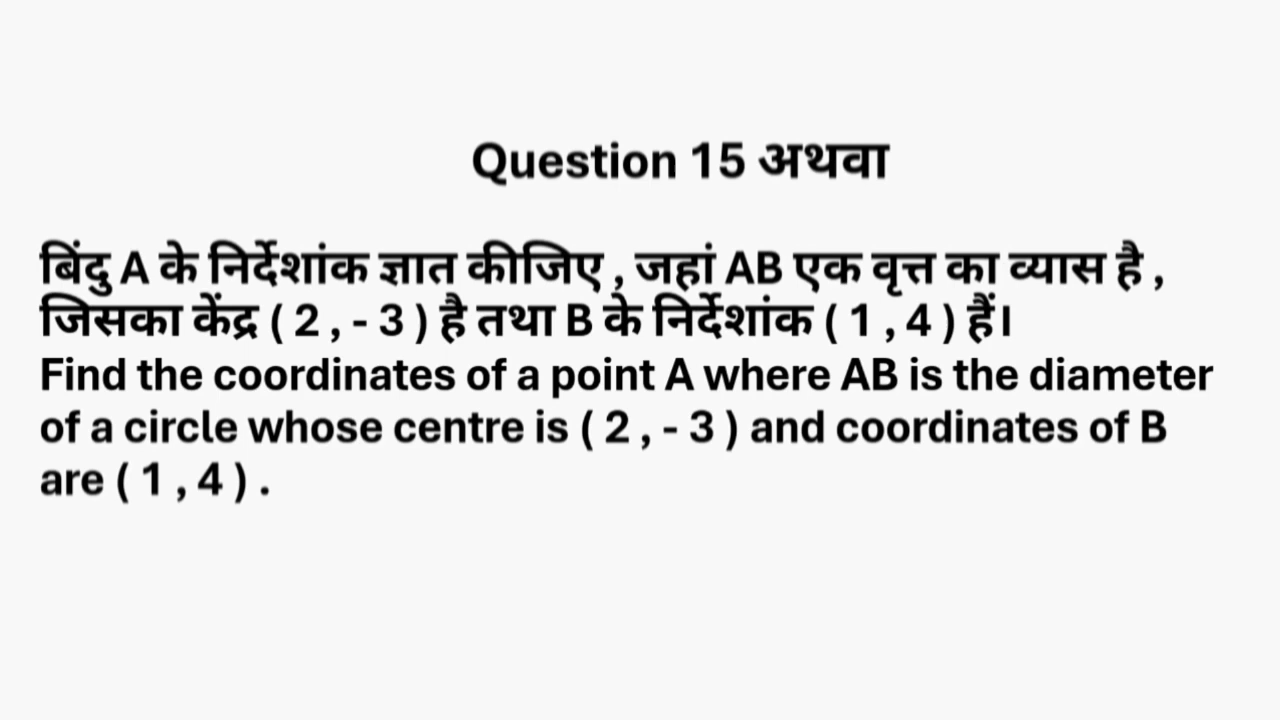 Question 15 अथवा
बिंदु A के निर्देशांक ज्ञात कीजिए , जहां AB एक वृत्त का व्यास है ,
जिसका केंद्र ( 2 , - 3 ) है तथा B के निर्देशांक ( 1 , 4 ) हैं।
Find the coordinates of a point A where AB is the diameter
of a circle whose centre is ( 2 , - 3 ) and coordinates of B
are ( 1 , 4 ) .